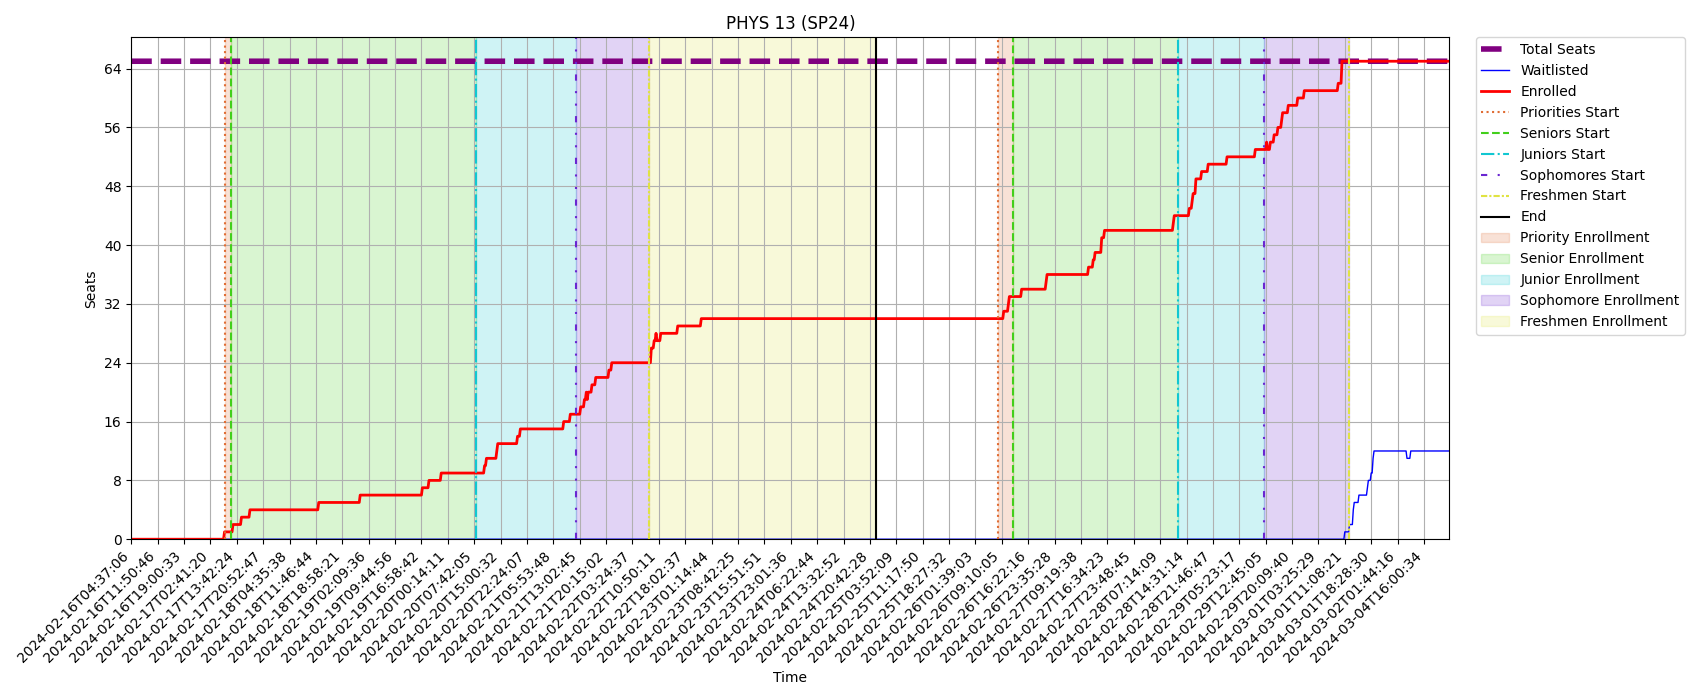 PHYS 13 (SP24)
Seats
64
56
48
40
32
24
16
8
0
2024-02-16T04:37:06
2024-02-16T11:50:46
2024-02-16T19:00:33
2024-02-17T02:41:20
2024-02-17T13:42:24
2024-02-17T20:52:47
2024-02-18T04:35:38
2024-02-18T11:46:44
2024-02-18T18:58:21
2024-02-19T02:09:36
2024-02-19T09:44:56
2024-02-19T16:58:42
2024-02-20T00:14:11
2024-02-20T07:42:05
2024-02-20T15:00:32
2024-02-20T22:24:07
2024-02-21T05:53:48
2024-02-21T13:02:45
2024-02-21T20:15:02
2024-02-22T03:24:37
2024-02-22T10:50:11
2024-02-22T18:02:37
2024-02-23T01:14:44
2024-02-23T08:42:25
2024-02-23T15:51:51
2024-02-23T23:01:36
2024-02-24T06:22:44
2024-02-24T13:32:52
2024-02-24T20:42:28
2024-02-25T03:52:09
2024-02-25T11:17:50
2024-02-25T18:27:32
2024-02-26T01:39:03
2024-02-26T09:10:05
2024-02-26T16:22:16
2024-02-26T23:35:28
2024-02-27T09:19:38
2024-02-27T16:34:23
2024-02-27T23:48:45
2024-02-28T07:14:09
2024-02-28T14:31:14
2024-02-28T21:46:47
2024-02-29T05:23:17
2024-02-29T12:45:05
2024-02-29T20:09:40
2024-03-01T03:25:29
2024-03-01T11:08:21
2024-03-01T18:28:30
2024-03-02T01:44:16
2024-03-04T16:00:34
Time
Total Seats
Waitlisted
Enrolled
Priorities Start
Seniors Start
Juniors Start
Sophomores Start
Freshmen Start
End
Priority Enrollment
Senior Enrollment
Junior Enrollment
Sophomore Enrollment
Freshmen Enrollment